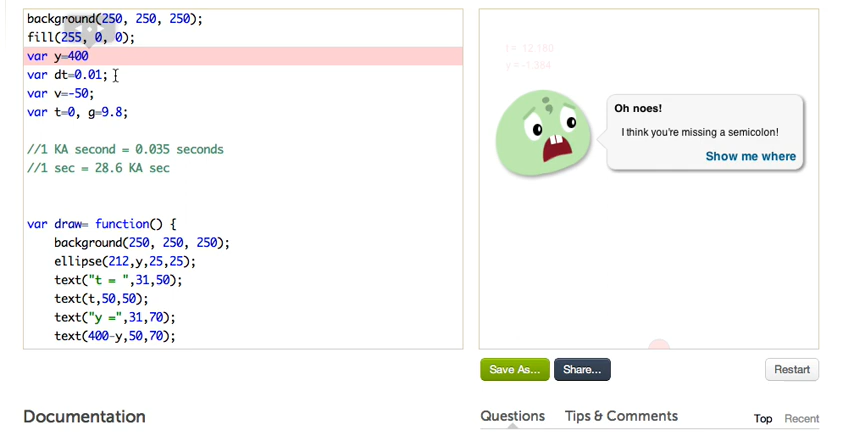 background(250, 250, 250);
fill(255, 0, 0);
var y=400
var dt=0.01;
var v=-50;
var t=0, g=9.8;
//1 KA second = 0.035 seconds
//1 sec = 28.6 KA sec
var draw= function() {
background(250, 250, 250);
ellipse(212,y,25,25);
text("t = ",31,50);
text(t,50,50);
text("y =",31,70);
text(400-y,50,70);
t = 12.160
y = -1.384
Oh noes!
I think you're missing a semicolon!
Show me where
Save As...
Share...
Restart
Documentation
Questions Tips & Comments
Top Recent